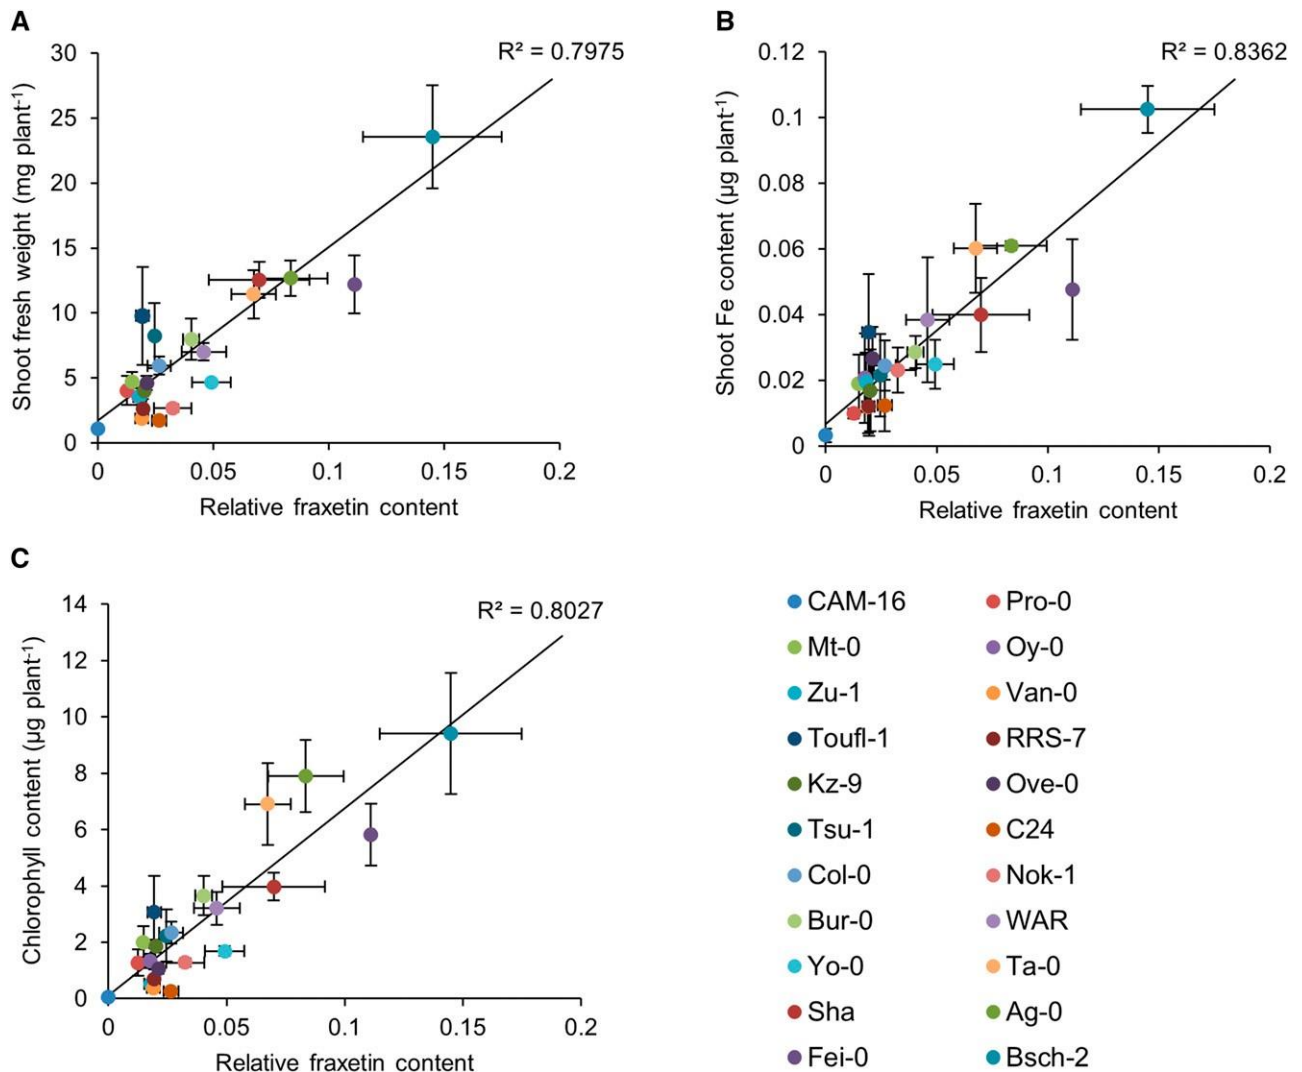 A
R² = 0.7975
Shoot fresh weight (mg plant⁻¹)
30
25
20
15
10
5
0
0 0.05 0.1 0.15 0.2
Relative fraxetin content
B
R² = 0.8362
Shoot Fe content (µg plant⁻¹)
0.12
0.1
0.08
0.06
0.04
0.02
0
0 0.05 0.1 0.15 0.2
Relative fraxetin content
C
R² = 0.8027
Chlorophyll content (µg plant⁻¹)
14
12
10
8
6
4
2
0
0 0.05 0.1 0.15 0.2
Relative fraxetin content
CAM-16 Pro-0
Mt-0 Oy-0
Zu-1 Van-0
Toufl-1 RRS-7
Kz-9 Ove-0
Tsu-1 C24
Col-0 Nok-1
Bur-0 WAR
Yo-0 Ta-0
Sha Ag-0
Fei-0 Bsch-2